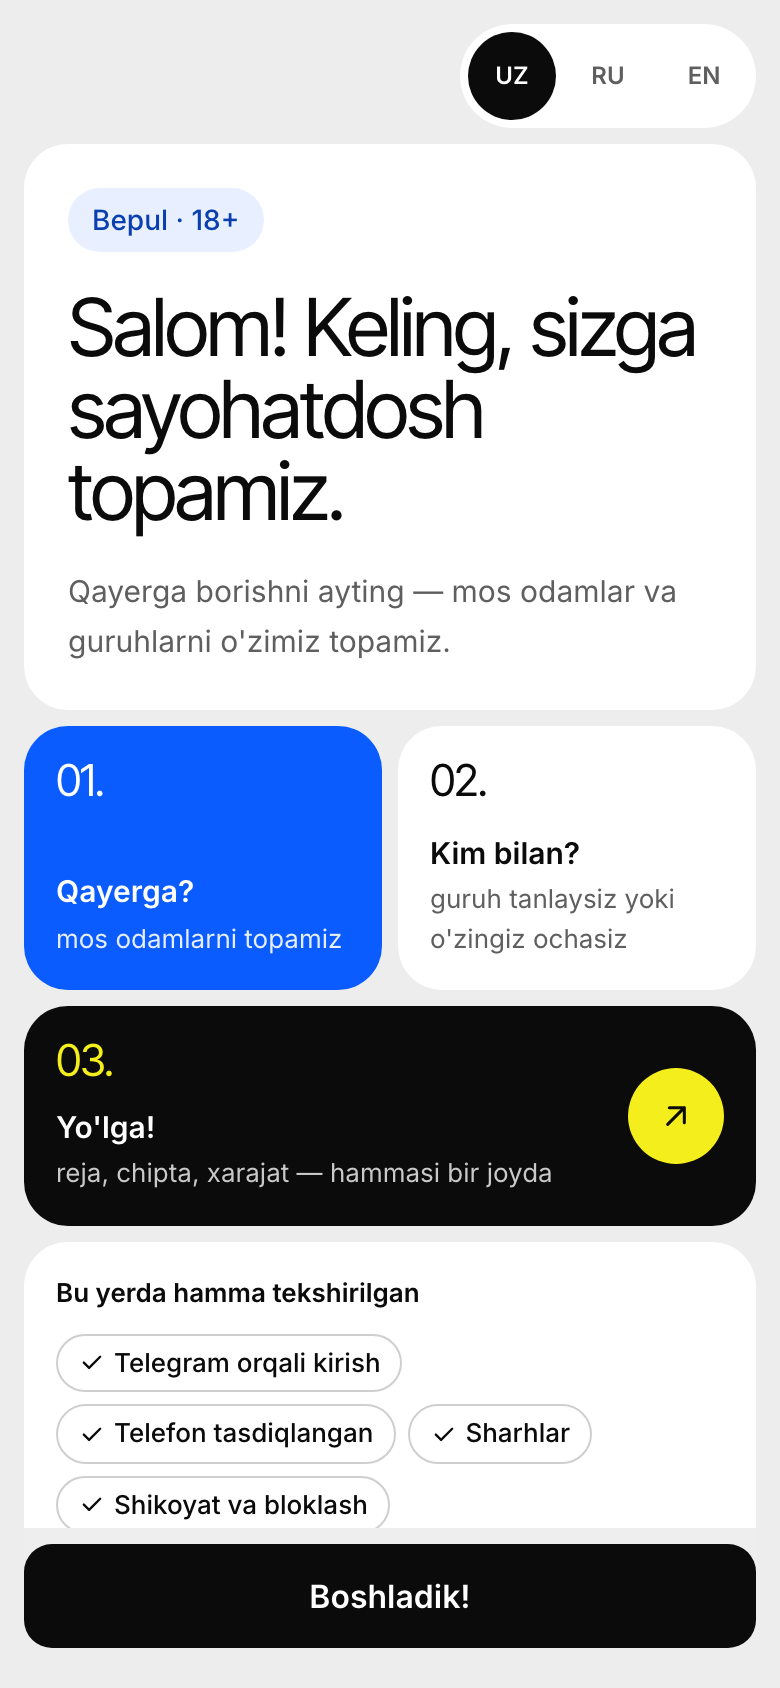 UZ RU EN
Bepul · 18+
Salom! Keling, sizga
sayohatdosh
topamiz.
Qayerga borishni ayting — mos odamlar va
guruhlarni o'zimiz topamiz.
01.
Qayerga?
mos odamlarni topamiz
02.
Kim bilan?
guruh tanlaysiz yoki
o'zingiz ochasiz
03.
Yo'lga!
reja, chipta, xarajat — hammasi bir joyda
Bu yerda hamma tekshirilgan
Telegram orqali kirish
Telefon tasdiqlangan
Sharhlar
Shikoyat va bloklash
Boshladik!